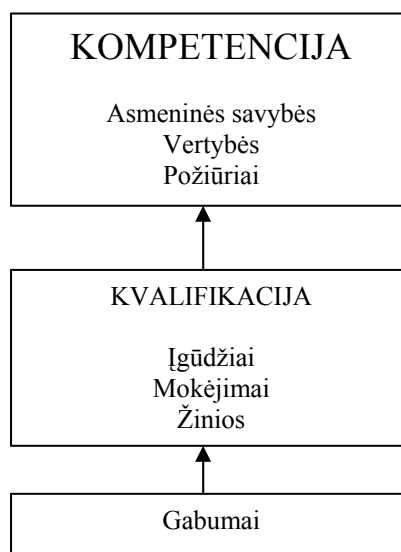 KOMPETENCIJA
Asmeninės savybės
Vertybės
Požiūriai
KVALIFIKACIJA
Įgūdžiai
Mokėjimai
Žinios
Gabumai